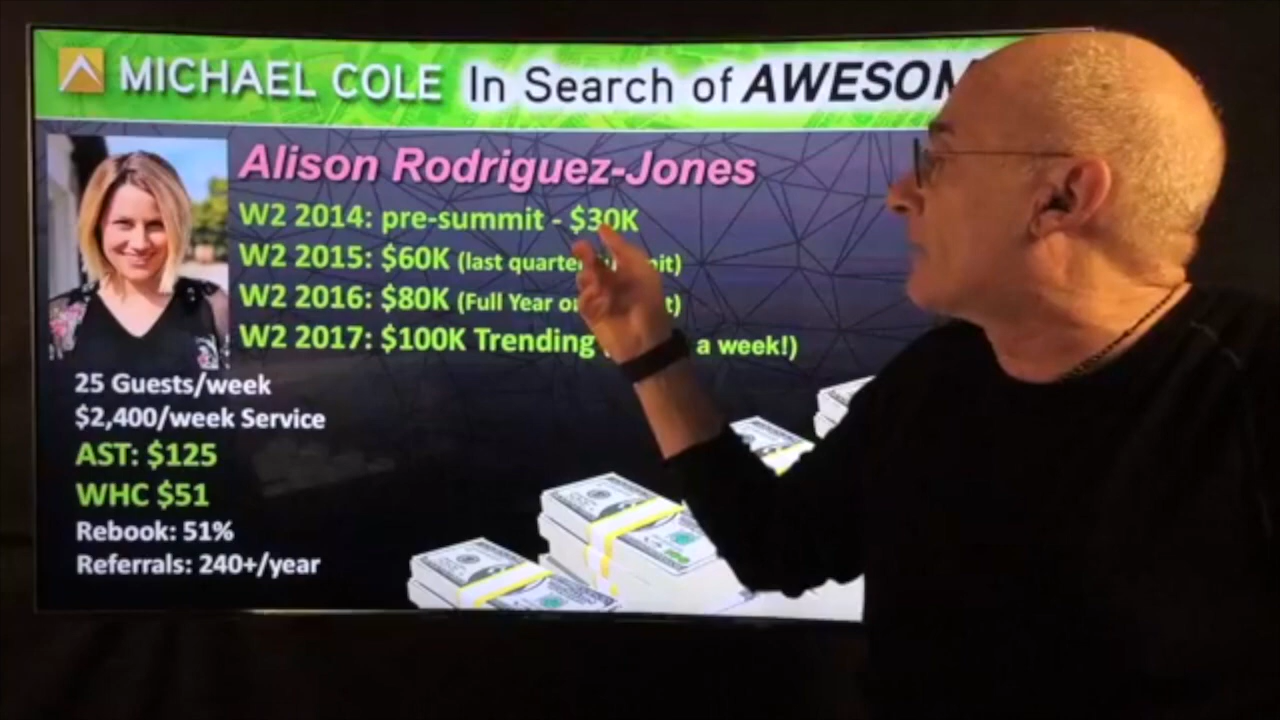 MICHAEL COLE In Search of AWESOM
Alison Rodriguez-Jones
W2 2014: pre-summit - $30K
W2 2015: $60K (last quarter
W2 2016: $80K (Full Year
W2 2017: $100K Trending a week!)
25 Guests/week
$2,400/week Service
AST: $125
WHC $51
Rebook: 51%
Referrals: 240+/year